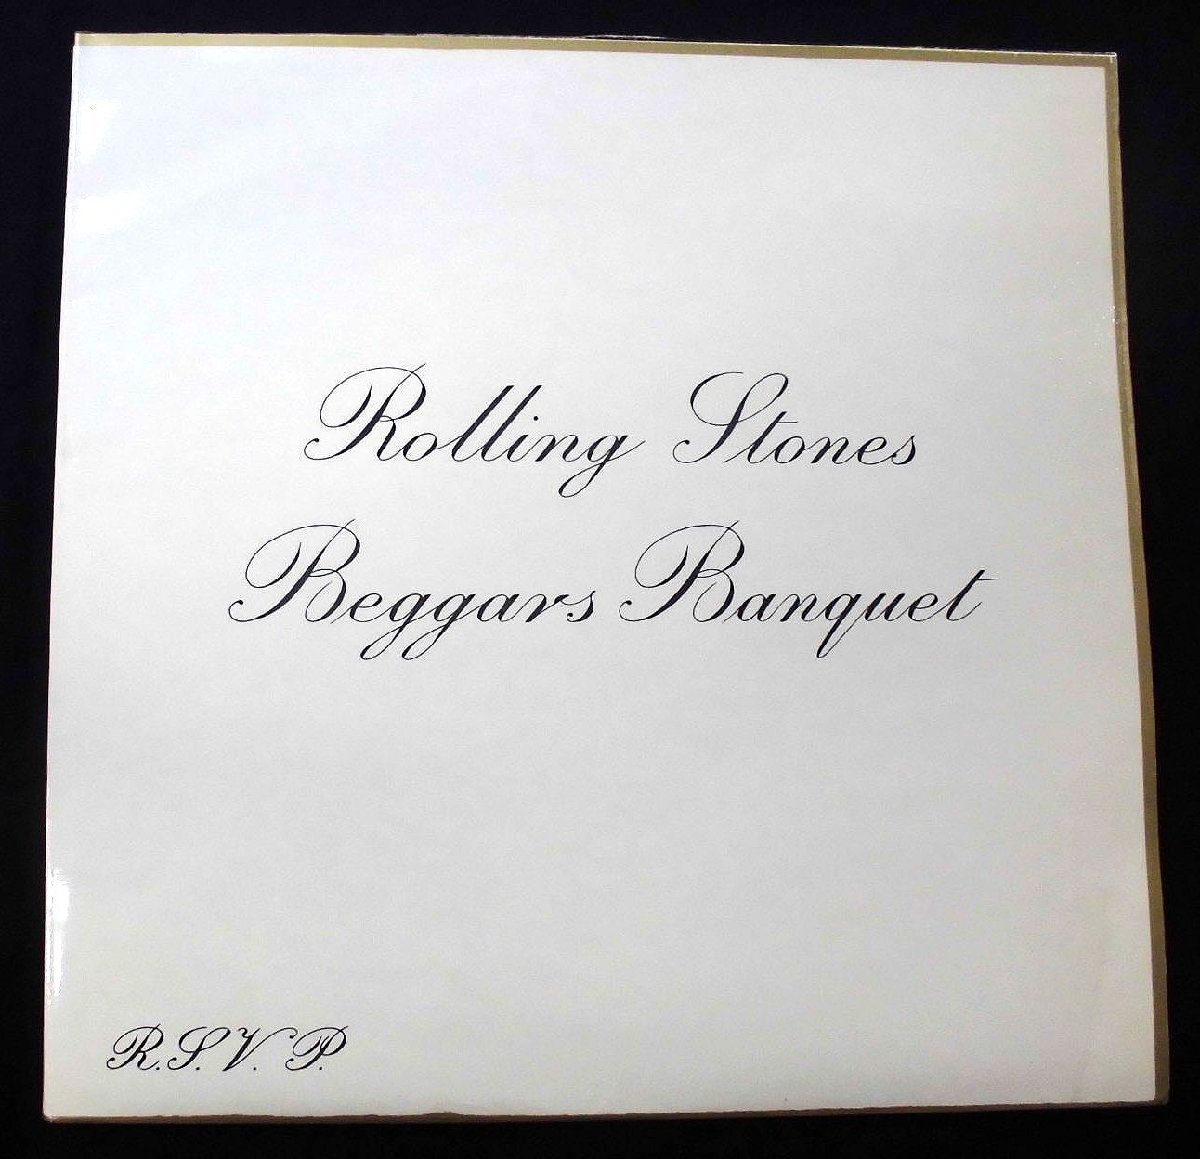 Rolling Stones
Beggars Banquet
R.S.V.P.